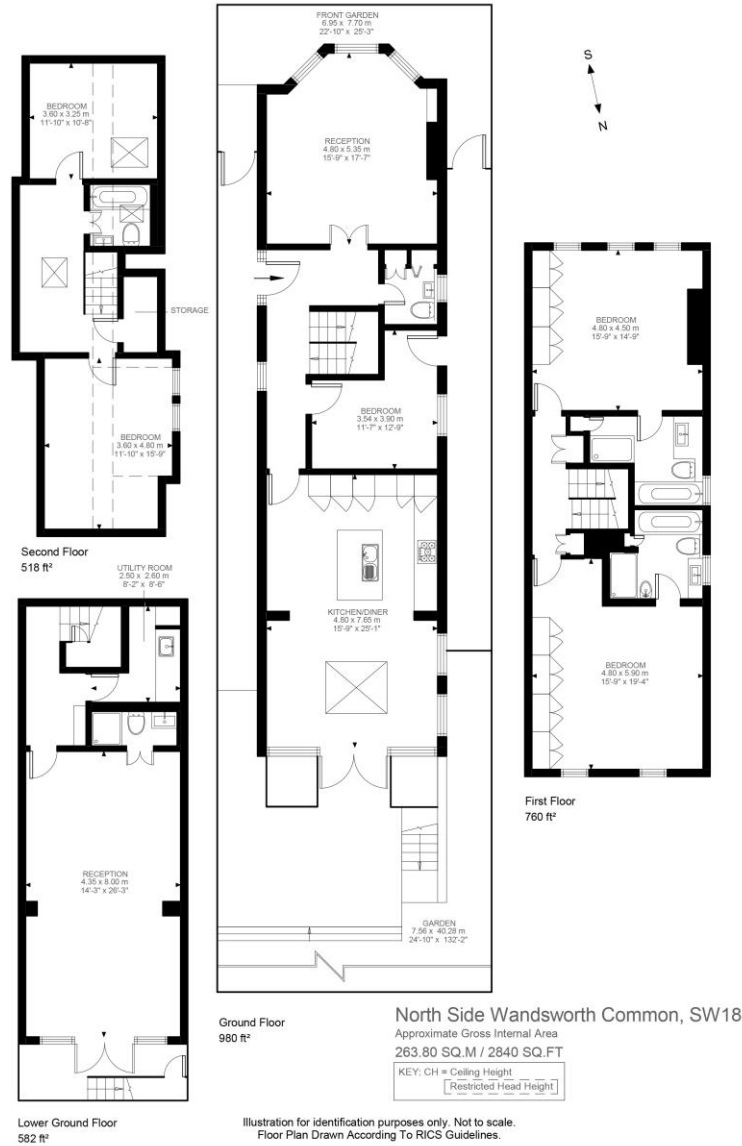 FRONT GARDEN
6.95 x 7.70 m
22'-10" x 25'-3"
S
N
BEDROOM
3.60 x 3.25 m
11'-10" x 10'-8"
RECEPTION
4.80 x 5.35 m
15'-9" x 17'-7"
STORAGE
BEDROOM
4.80 x 4.50 m
15'-9" x 14'-9"
BEDROOM
3.54 x 3.90 m
11'-7" x 12'-9"
BEDROOM
3.60 x 4.80 m
11'-10" x 15'-9"
Second Floor
518 ft²
UTILITY ROOM
2.50 x 2.60 m
8'-2" x 8'-6"
KITCHEN/DINER
4.80 x 7.65 m
15'-9" x 25'-1"
BEDROOM
4.80 x 5.90 m
15'-9" x 19'-4"
First Floor
760 ft²
RECEPTION
4.35 x 8.00 m
14'-3" x 26'-3"
GARDEN
7.56 x 40.28 m
24'-10" x 132'-2"
Ground Floor
980 ft²
North Side Wandsworth Common, SW18
Approximate Gross Internal Area
263.80 SQ.M / 2840 SQ.FT
KEY: CH = Ceiling Height
Restricted Head Height
Lower Ground Floor
582 ft²
Illustration for identification purposes only. Not to scale.
Floor Plan Drawn According To RICS Guidelines.